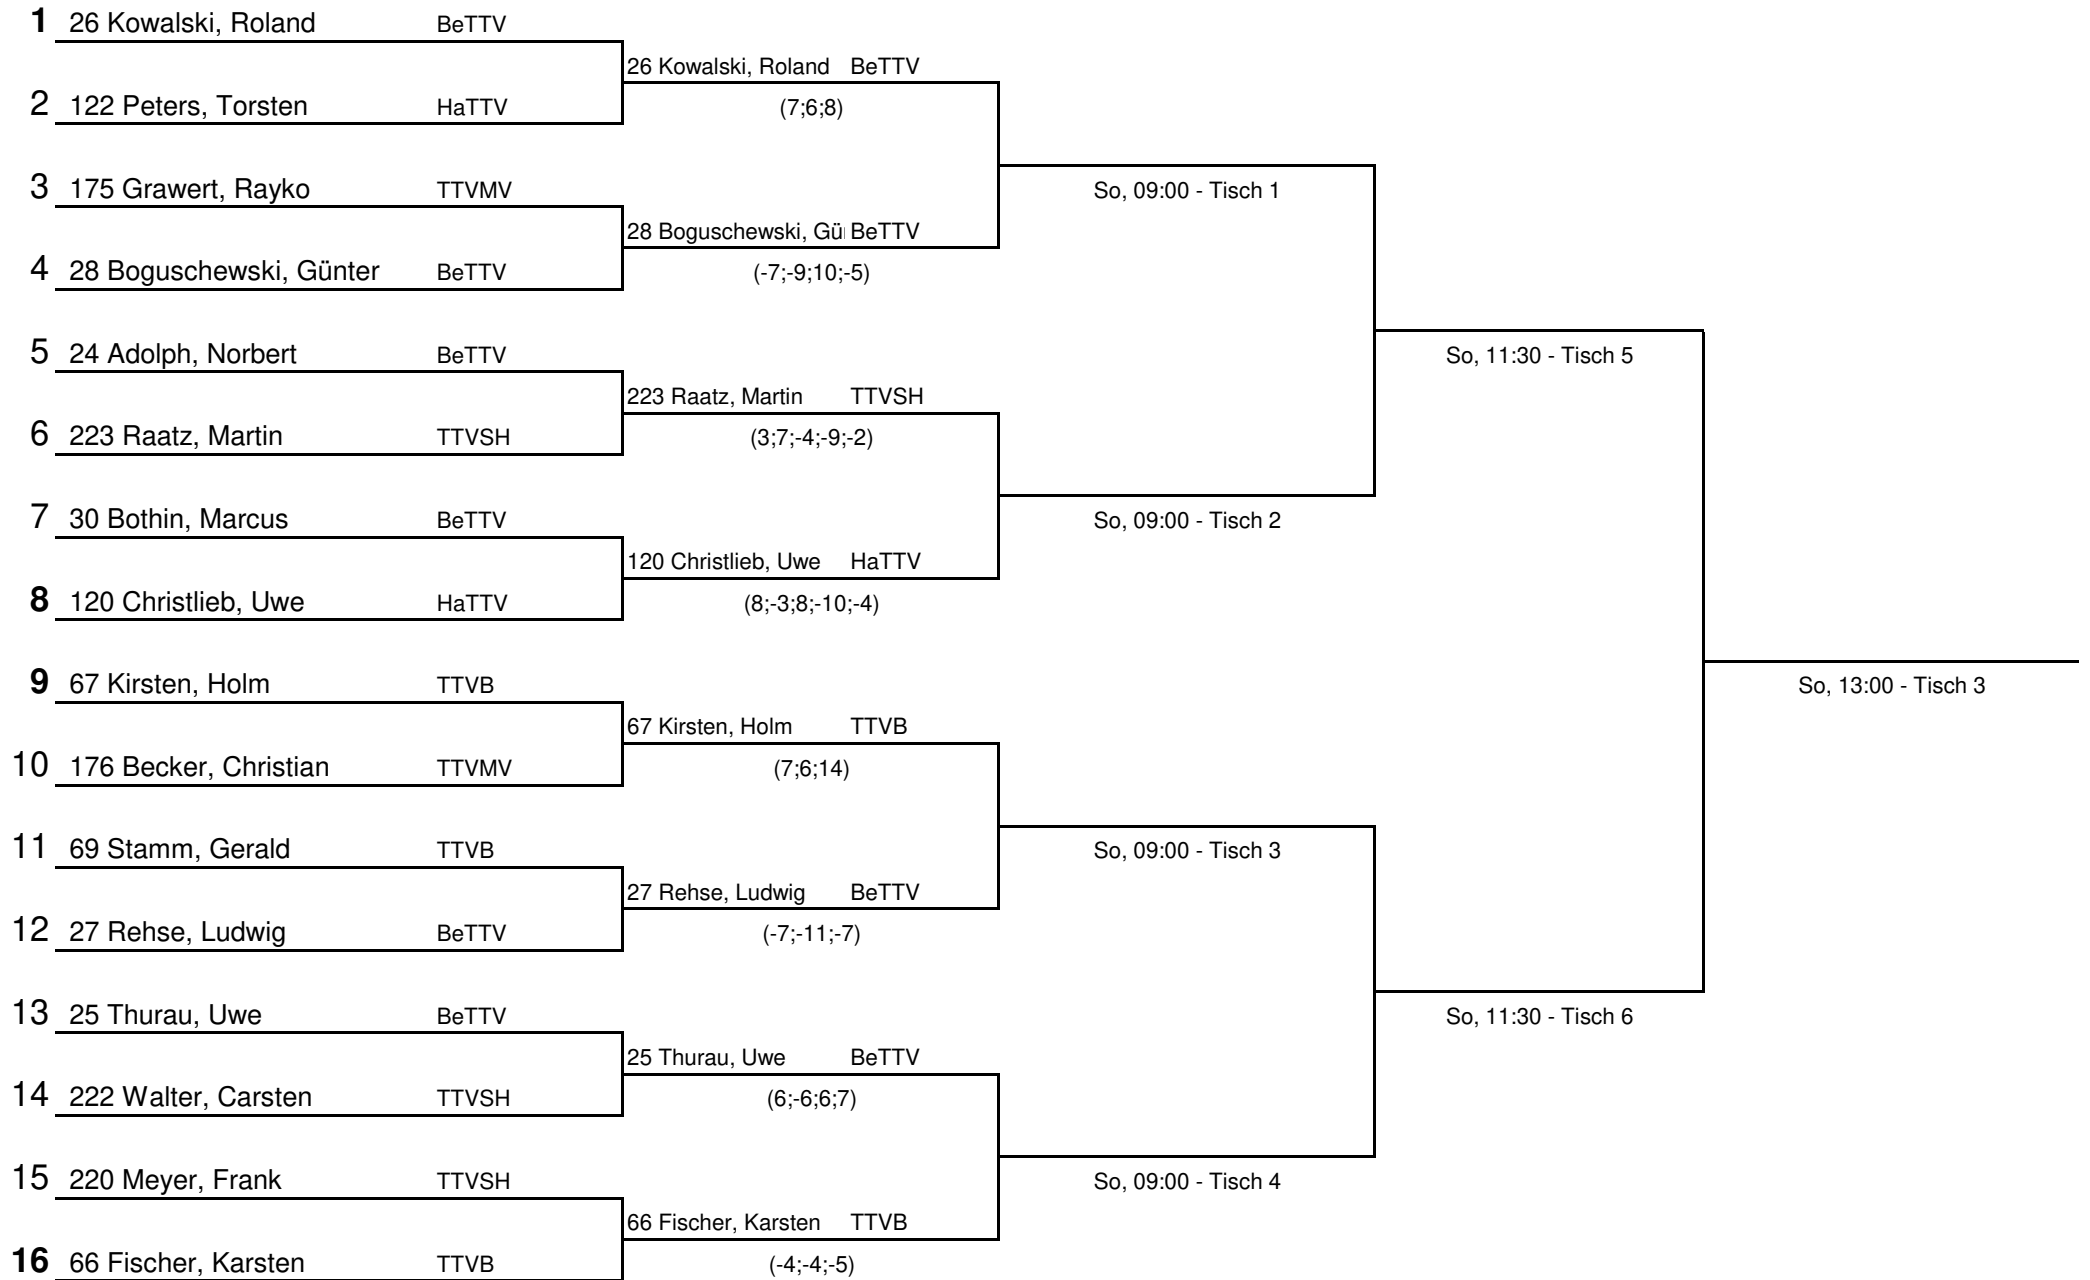 1 26 Kowalski, Roland BeTTV
26 Kowalski, Roland BeTTV
2 122 Peters, Torsten HaTTV
(7;6;8)
3 175 Grawert, Rayko TTVMV
So, 09:00 - Tisch 1
28 Boguschewski, Gü BeTTV
4 28 Boguschewski, Günter BeTTV
(-7;-9;10;-5)
5 24 Adolph, Norbert BeTTV
So, 11:30 - Tisch 5
223 Raatz, Martin TTVSH
6 223 Raatz, Martin TTVSH
(3;7;-4;-9;-2)
7 30 Bothin, Marcus BeTTV
So, 09:00 - Tisch 2
120 Christlieb, Uwe HaTTV
8 120 Christlieb, Uwe HaTTV
(8;-3;8;-10;-4)
9 67 Kirsten, Holm TTVB
So, 13:00 - Tisch 3
67 Kirsten, Holm TTVB
10 176 Becker, Christian TTVMV
(7;6;14)
11 69 Stamm, Gerald TTVB
So, 09:00 - Tisch 3
27 Rehse, Ludwig BeTTV
12 27 Rehse, Ludwig BeTTV
(-7;-11;-7)
13 25 Thurau, Uwe BeTTV
So, 11:30 - Tisch 6
25 Thurau, Uwe BeTTV
14 222 Walter, Carsten TTVSH
(6;-6;6;7)
15 220 Meyer, Frank TTVSH
So, 09:00 - Tisch 4
66 Fischer, Karsten TTVB
16 66 Fischer, Karsten TTVB
(-4;-4;-5)